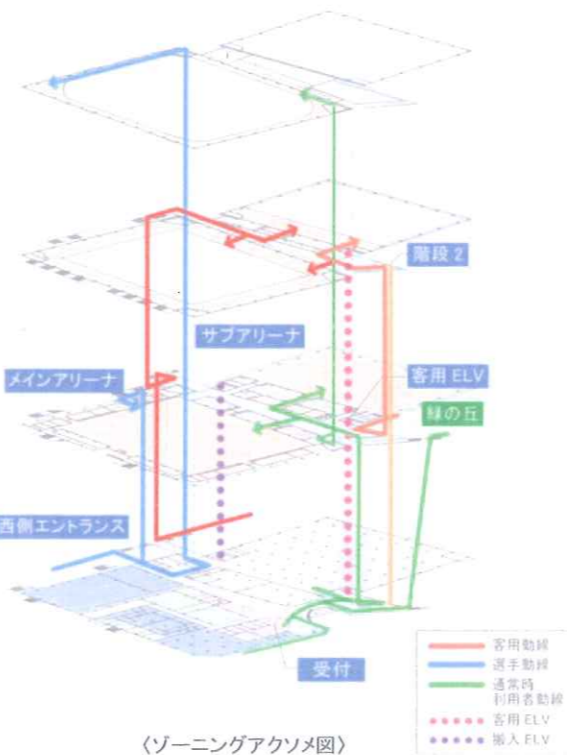 階段 2
サブアリーナ
メインアリーナ
客用 ELV
緑の丘
西側エントランス
受付
客用動線
選手動線
通常時
利用者動線
客用 ELV
搬入 ELV
〈ゾーニングアクソメ図〉